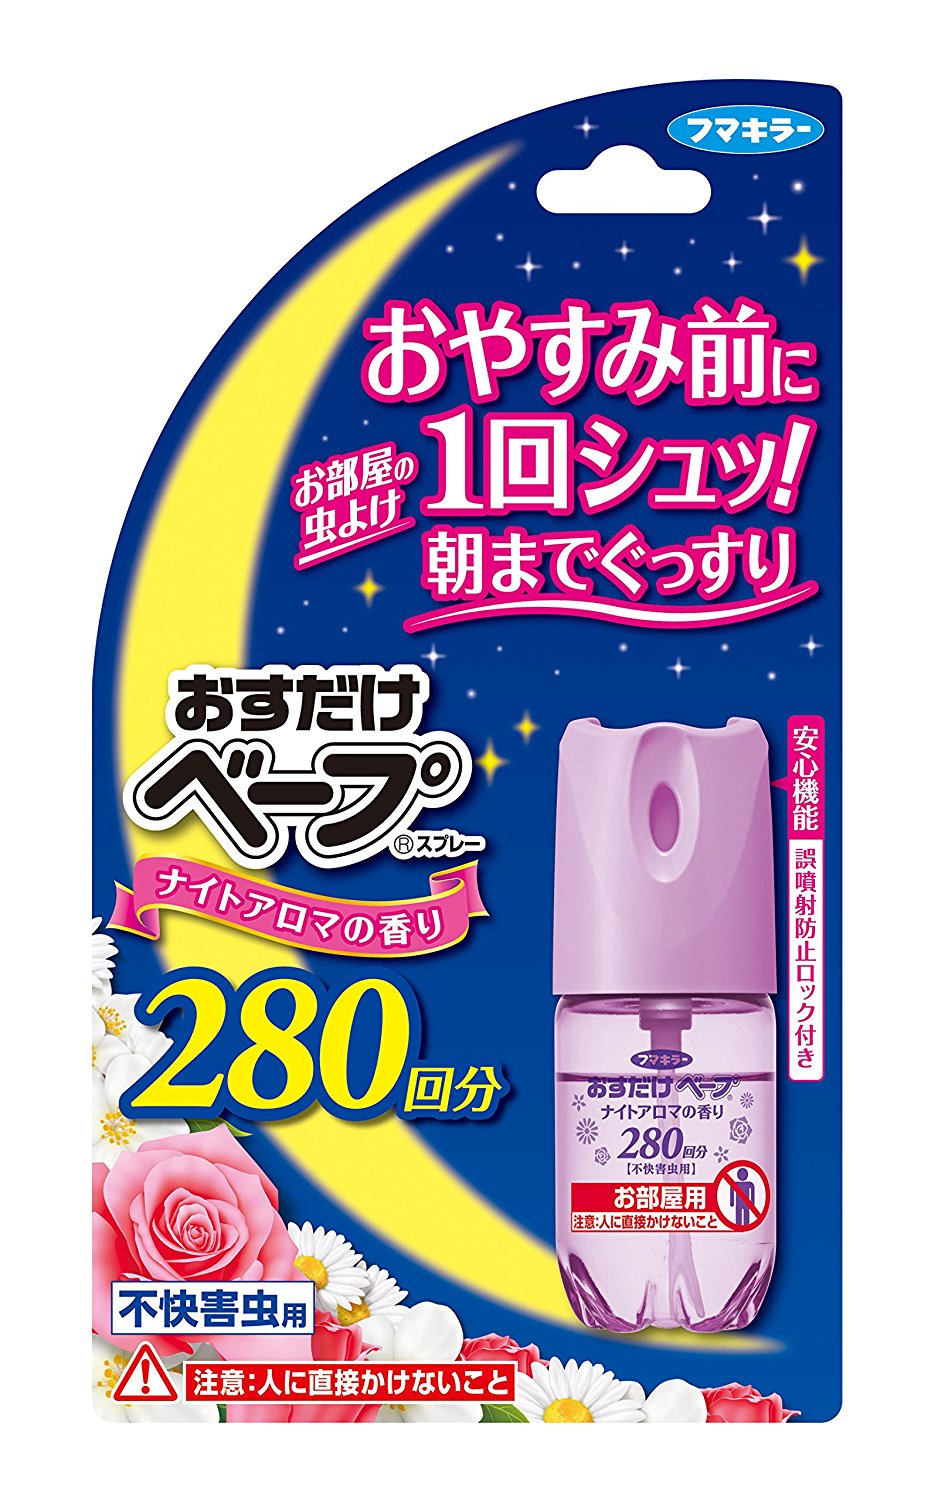 フマキラー
おやすみ前に
1回シュッ!
お部屋の
虫よけ
朝までぐっすり
おすだけ
ベープ
®スプレー
ナイトアロマの香り
280回分
安心機能
誤噴射防止ロック付き
フマキラー
おすだけベープ®
ナイトアロマの香り
280回分
【不快害虫用】
お部屋用
注意:人に直接かけないこと
不快害虫用
注意:人に直接かけないこと